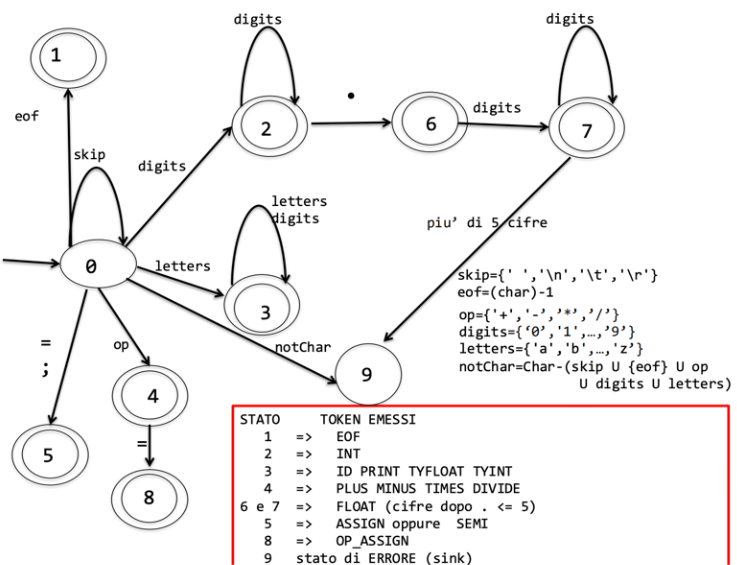 digits
digits
1
.
eof
2
6
digits
7
skip
digits
letters
digits
piu’ di 5 cifre
0
letters
skip={' ','\n','\t','\r'}
eof=(char)-1
3
op={'+','-’,’*’,’/’}
digits={‘0’,'1',…,’9’}
letters={'a','b',…,’z’}
notChar=Char-(skip U {eof} U op
U digits U letters)
=
;
op
notChar
9
4
5
=
8
STATO TOKEN EMESSI
1 => EOF
2 => INT
3 => ID PRINT TYFLOAT TYINT
4 => PLUS MINUS TIMES DIVIDE
6 e 7 => FLOAT (cifre dopo . <= 5)
5 => ASSIGN oppure SEMI
8 => OP_ASSIGN
9 stato di ERRORE (sink)